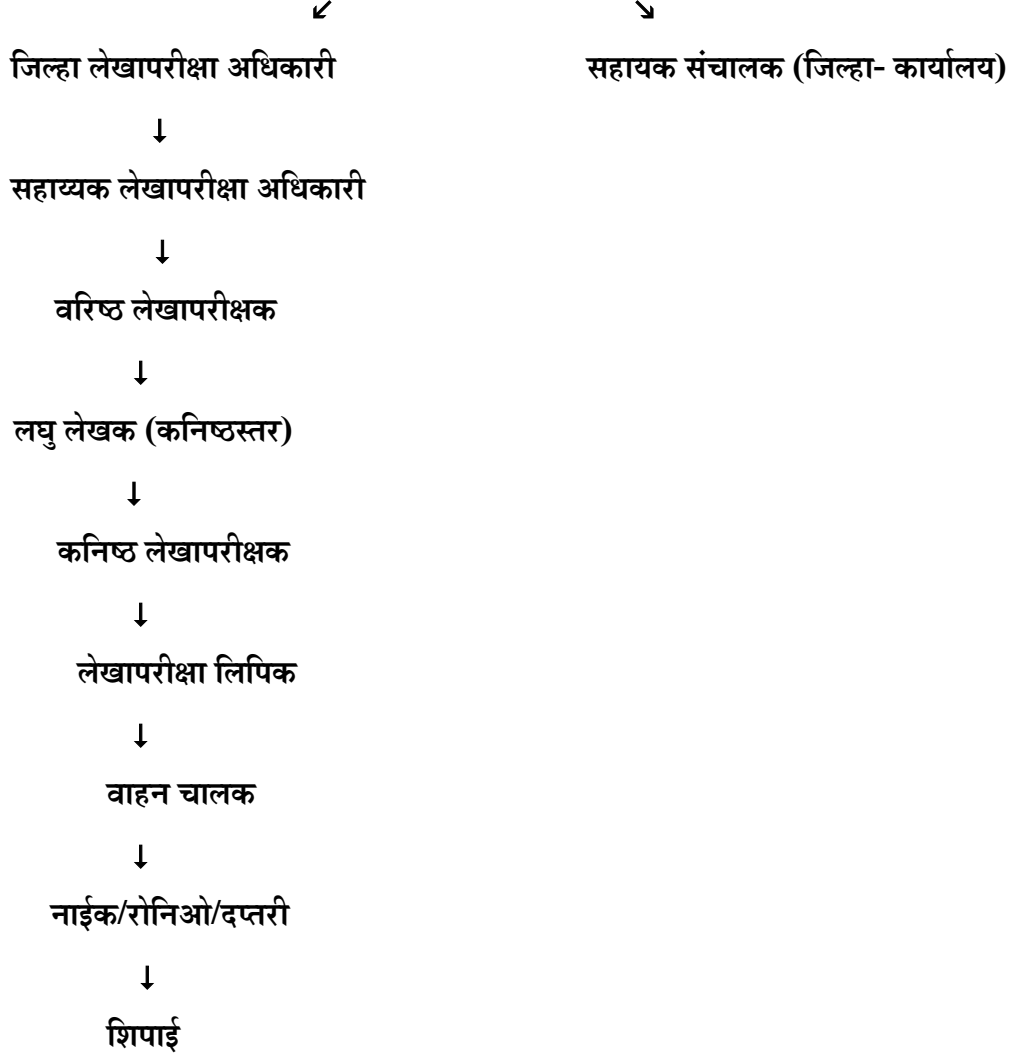 ↙ ↘
जिल्हा लेखापरीक्षा अधिकारी सहायक संचालक (जिल्हा- कार्यालय)
↓
सहाय्यक लेखापरीक्षा अधिकारी
↓
वरिष्ठ लेखापरीक्षक
↓
लघु लेखक (कनिष्ठस्तर)
↓
कनिष्ठ लेखापरीक्षक
↓
लेखापरीक्षा लिपिक
↓
वाहन चालक
↓
नाईक/रोनिओ/दप्तरी
↓
शिपाई